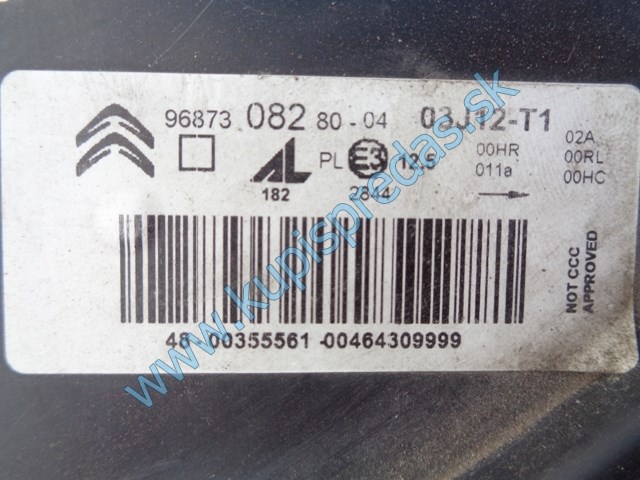 96873 082 80-04 03J12-T1
AL PL E3 12,5 00HR 02A
182 2844 011a 00RL
00HC
NOT CCC
APPROVED
48-00355561-00464309999
www.kupispredas.sk